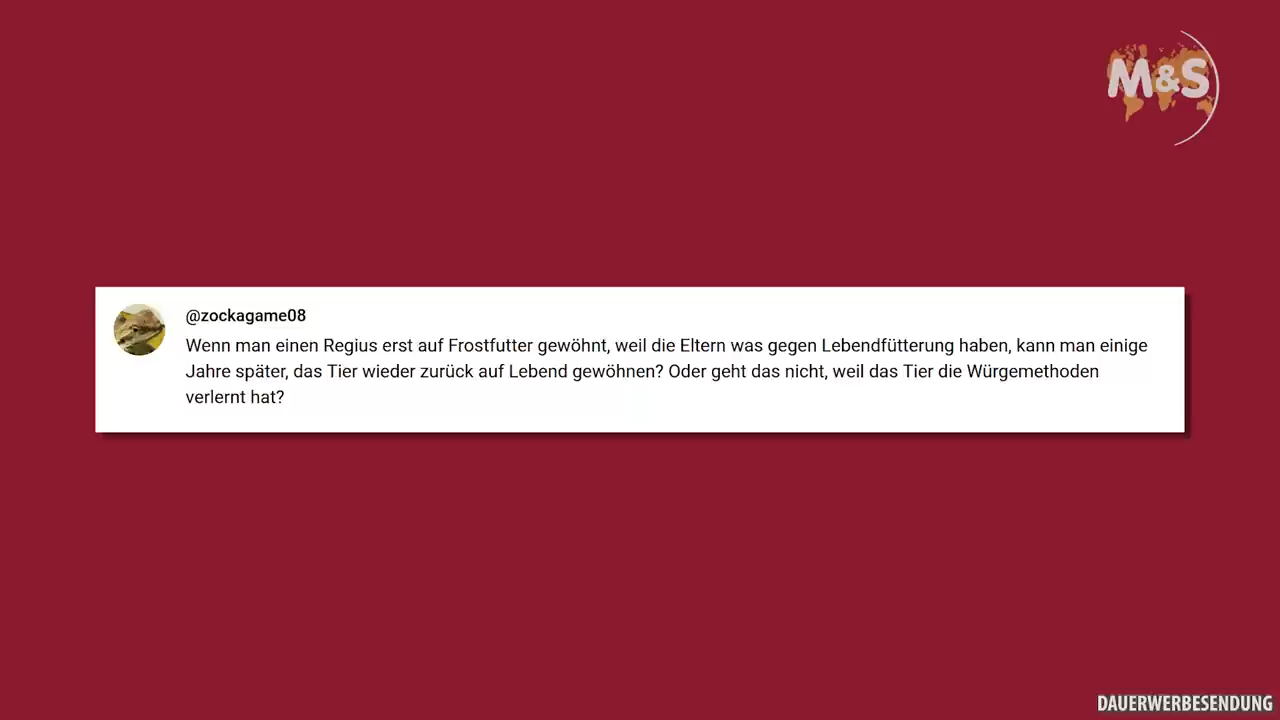 M&S
@zockagame08
Wenn man einen Regius erst auf Frostfutter gewöhnt, weil die Eltern was gegen Lebendfütterung haben, kann man einige
Jahre später, das Tier wieder zurück auf Lebend gewöhnen? Oder geht das nicht, weil das Tier die Würgemethoden
verlernt hat?
DAUERWERBESENDUNG